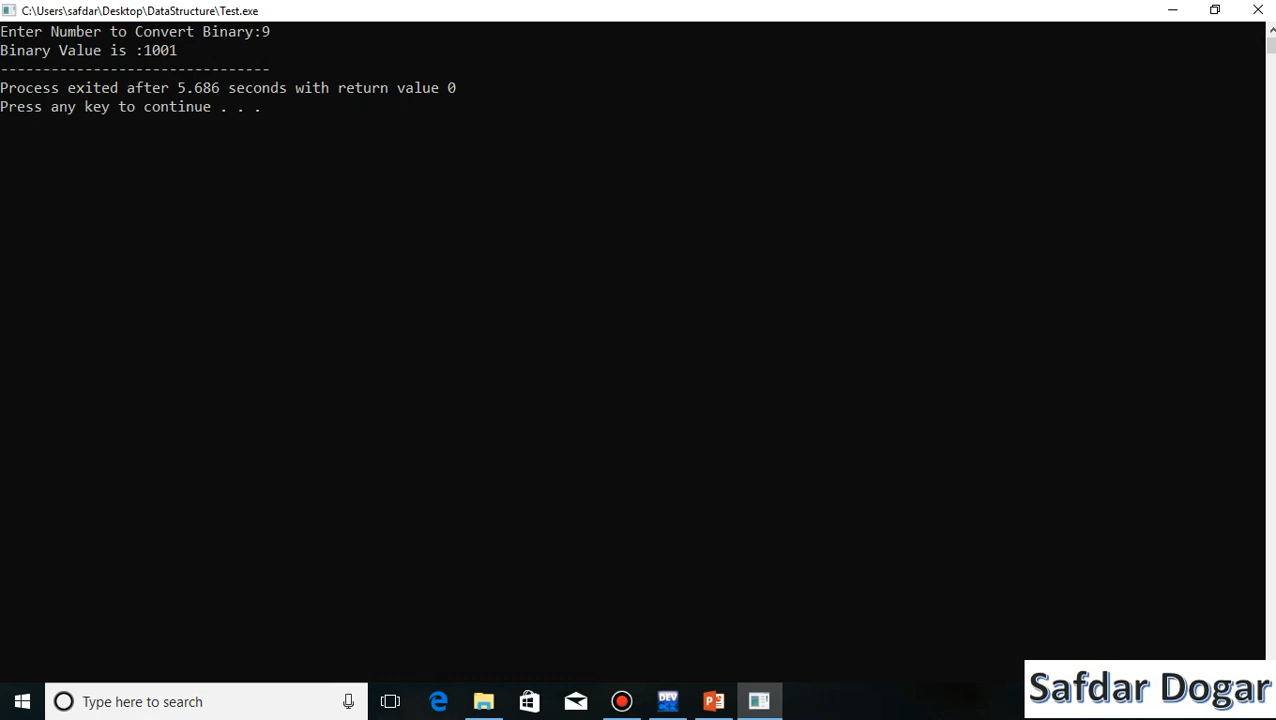 C:\Users\safdar\Desktop\DataStructure\Test.exe
Enter Number to Convert Binary:9
Binary Value is :1001
--------------------------------
Process exited after 5.686 seconds with return value 0
Press any key to continue . . .
Type here to search
DEV
Safdar Dogar